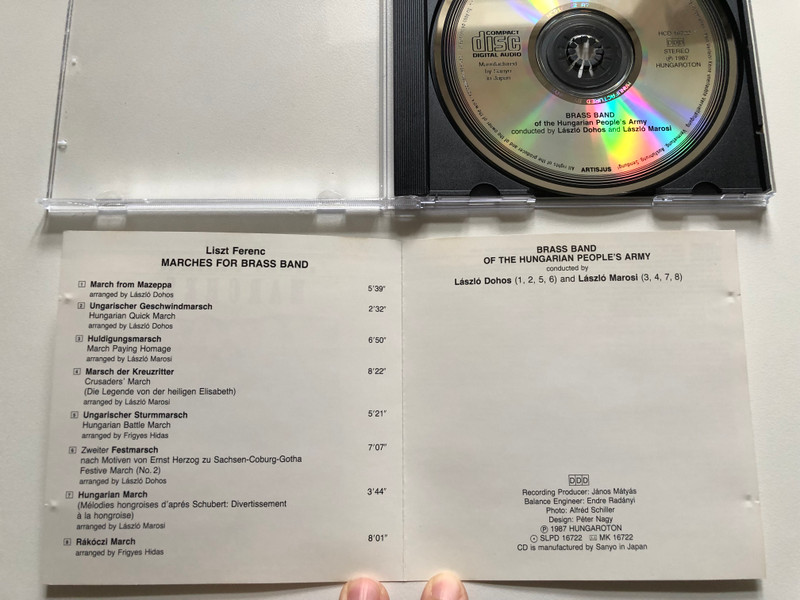 COMPACT
disc
DIGITAL AUDIO
Manufactured
by Sanyo
in Japan
STEREO
Ⓟ 1987
HUNGAROTON
BRASS BAND
of the Hungarian People's Army
conducted by László Dohos and László Marosi
ARTISJUS
Liszt Ferenc
MARCHES FOR BRASS BAND
1 March from Mazeppa 5'39"
arranged by László Dohos
2 Ungarischer Geschwindmarsch 2'32"
Hungarian Quick March
arranged by László Dohos
3 Huldigungsmarsch 6'50"
March Paying Homage
arranged by László Marosi
4 Marsch der Kreuzritter 8'22"
Crusaders' March
(Die Legende von der heiligen Elisabeth)
arranged by László Marosi
5 Ungarischer Sturmmarsch 5'21"
Hungarian Battle March
arranged by Frigyes Hidas
6 Zweiter Festmarsch 7'07"
nach Motiven von Ernst Herzog zu Sachsen-Coburg-Gotha
Festive March (No. 2)
arranged by László Dohos
7 Hungarian March 3'44"
(Mélodies hongroises d'aprés Schubert: Divertissement
à la hongroise)
arranged by László Marosi
8 Rákóczi March 8'01"
arranged by Frigyes Hidas
BRASS BAND
OF THE HUNGARIAN PEOPLE'S ARMY
conducted by
László Dohos (1, 2, 5, 6) and László Marosi (3, 4, 7, 8)
DDD
Recording Producer: János Mátyás
Balance Engineer: Endre Radányi
Photo: Alfréd Schiller
Design: Péter Nagy
Ⓟ 1987 HUNGAROTON
SLPD 16722 MK 16722
CD is manufactured by Sanyo in Japan